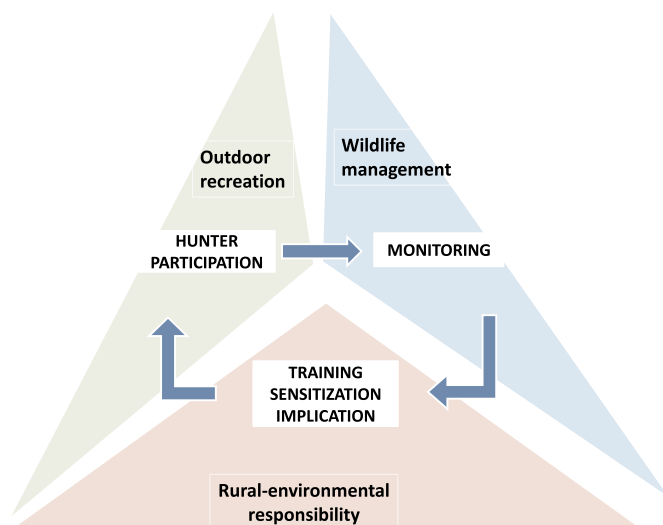 Outdoor
recreation
Wildlife
management
HUNTER
PARTICIPATION
MONITORING
TRAINING
SENSITIZATION
IMPLICATION
Rural-environmental
responsibility